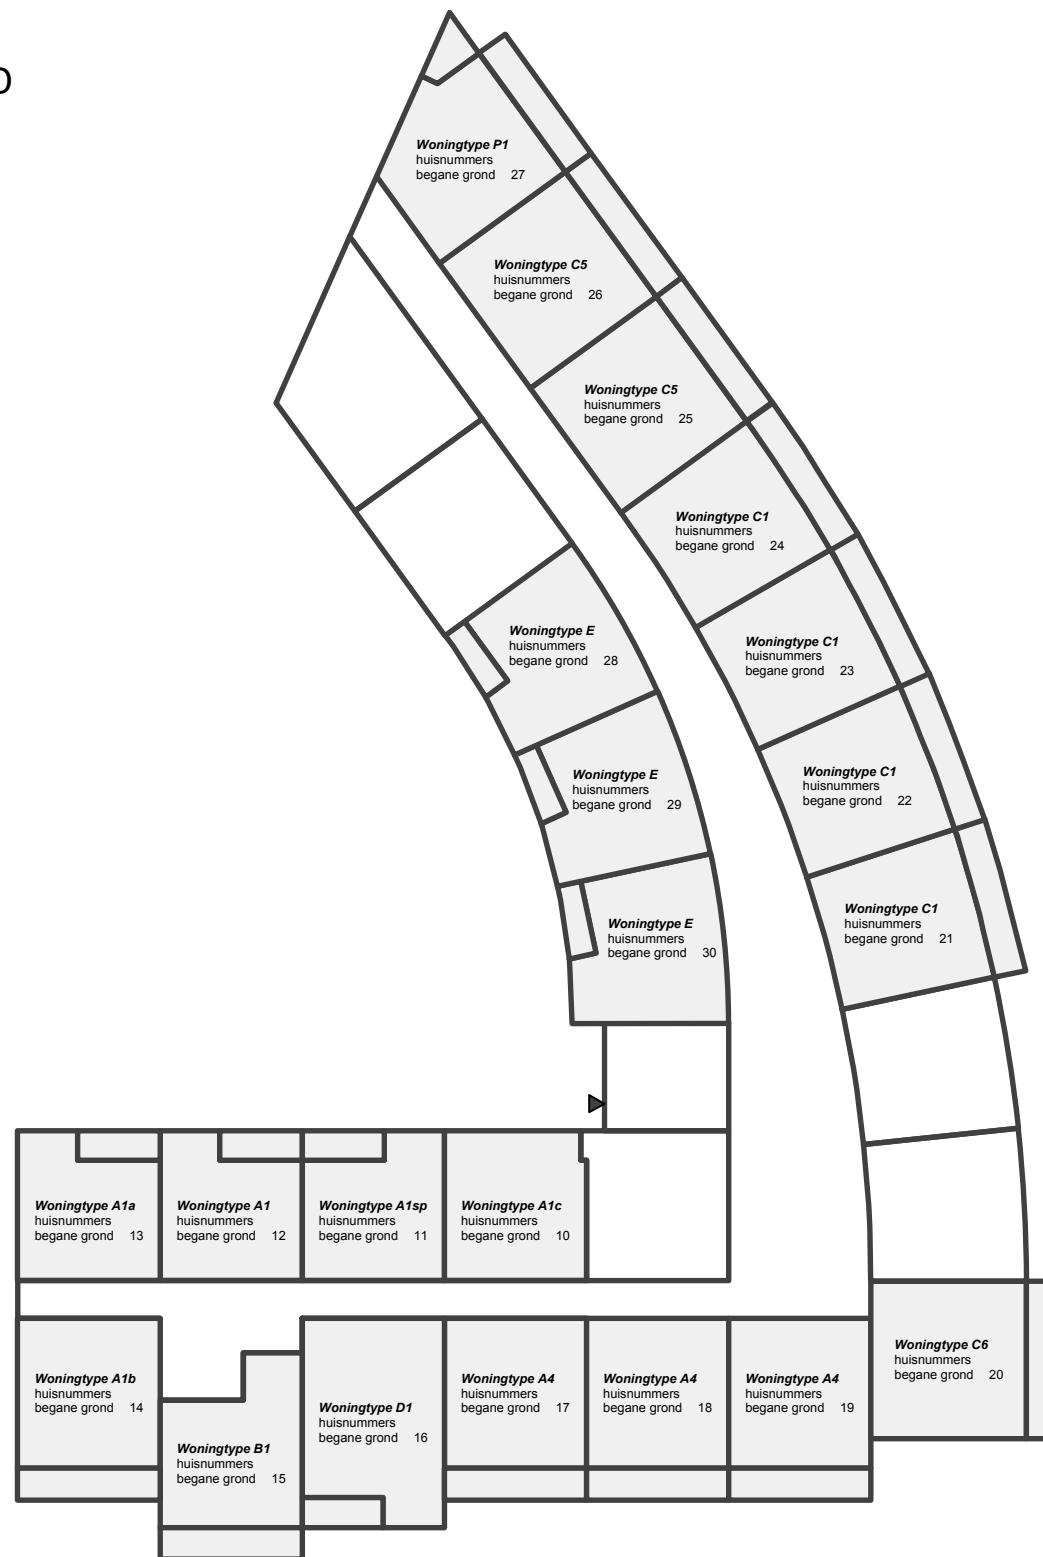 Woningtype P1
huisnummers
begane grond 27
Woningtype C5
huisnummers
begane grond 26
Woningtype C5
huisnummers
begane grond 25
Woningtype C1
huisnummers
begane grond 24
Woningtype E
huisnummers
begane grond 28
Woningtype C1
huisnummers
begane grond 23
Woningtype E
huisnummers
begane grond 29
Woningtype C1
huisnummers
begane grond 22
Woningtype E
huisnummers
begane grond 30
Woningtype C1
huisnummers
begane grond 21
Woningtype A1a
huisnummers
begane grond 13
Woningtype A1
huisnummers
begane grond 12
Woningtype A1sp
huisnummers
begane grond 11
Woningtype A1c
huisnummers
begane grond 10
Woningtype A1b
huisnummers
begane grond 14
Woningtype B1
huisnummers
begane grond 15
Woningtype D1
huisnummers
begane grond 16
Woningtype A4
huisnummers
begane grond 17
Woningtype A4
huisnummers
begane grond 18
Woningtype A4
huisnummers
begane grond 19
Woningtype C6
huisnummers
begane grond 20